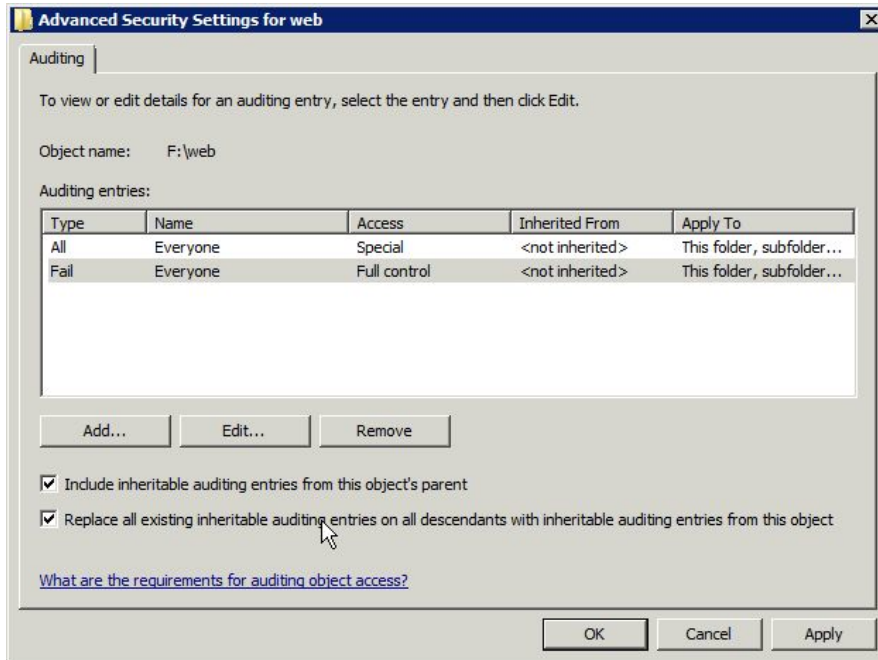 Advanced Security Settings for web
Auditing
To view or edit details for an auditing entry, select the entry and then click Edit.
Object name: F:\web
Auditing entries:
Type Name Access Inherited From Apply To
All Everyone Special <not inherited> This folder, subfolder...
Fail Everyone Full control <not inherited> This folder, subfolder...
Add... Edit... Remove
Include inheritable auditing entries from this object's parent
Replace all existing inheritable auditing entries on all descendants with inheritable auditing entries from this object
What are the requirements for auditing object access?
OK Cancel Apply